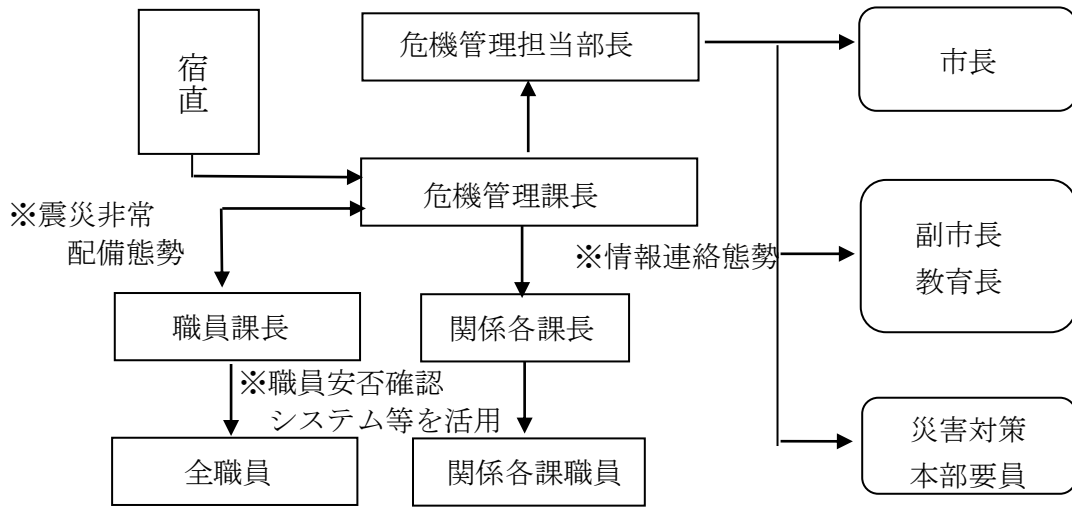 宿
直
危機管理担当部長
市長
危機管理課長
※震災非常
配備態勢
※情報連絡態勢
副市長
教育長
職員課長
関係各課長
※職員安否確認
システム等を活用
全職員
関係各課職員
災害対策
本部要員